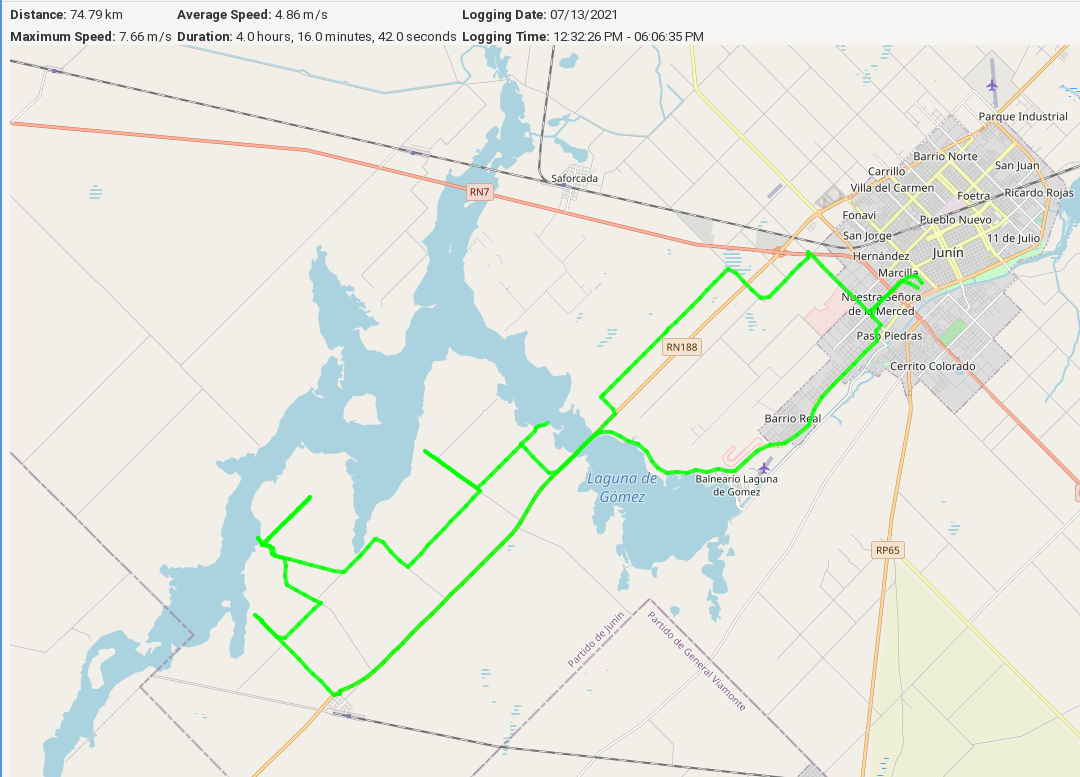 Distance: 74.79 km Average Speed: 4.86 m/s Logging Date: 07/13/2021
Maximum Speed: 7.66 m/s Duration: 4.0 hours, 16.0 minutes, 42.0 seconds Logging Time: 12:32:26 PM - 06:06:35 PM
Parque Industrial
Barrio Norte
San Juan
Carrillo
Saforcada
Villa del Carmen
RN7
Foetra
Ricardo Rojas
Fonavi
Pueblo Nuevo
San Jorge
11 de Julio
Hernández
Junín
Marcilla
Nuestra Señora
de la Merced
Paso Piedras
RN188
Cerrito Colorado
Barrio Real
Laguna de
Gómez
Balneario Laguna
de Gomez
RP65
Partido de Junín
Partido de General Viamonte